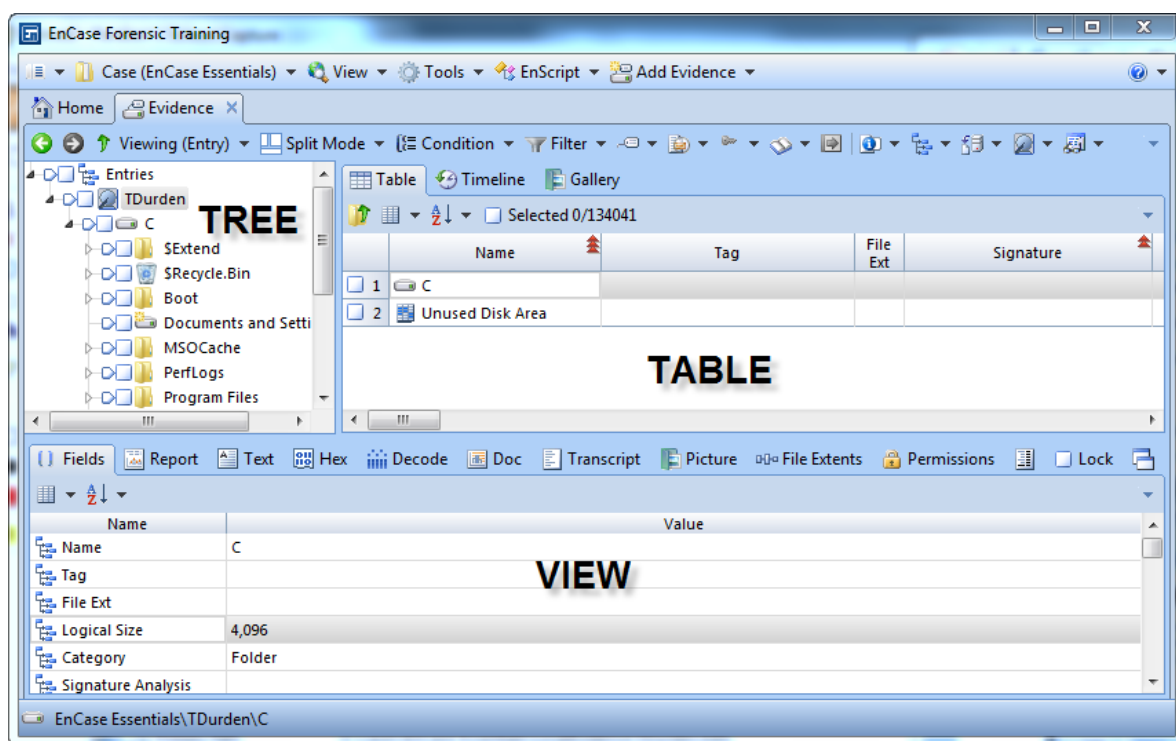 EnCase Forensic Training
Case (EnCase Essentials) View Tools EnScript Add Evidence
Home Evidence
Viewing (Entry) Split Mode Condition Filter
Entries
TDurden
C
$Extend
$Recycle.Bin
Boot
Documents and Setti
MSOCache
PerfLogs
Program Files
TREE
Table Timeline Gallery
Selected 0/134041
Name Tag File Ext Signature
1 C
2 Unused Disk Area
TABLE
Fields Report Text Hex Decode Doc Transcript Picture File Extents Permissions Lock
Name Value
Name C
Tag
File Ext
Logical Size 4,096
Category Folder
Signature Analysis
VIEW
EnCase Essentials\TDurden\C